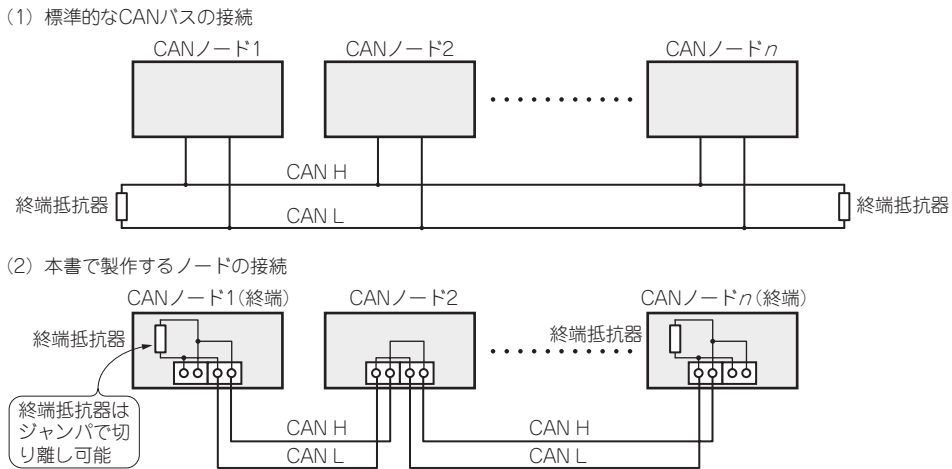 (1) 標準的なCANバスの接続
CANノード1
CANノード2
CANノードn
CAN H
終端抵抗器
CAN L
終端抵抗器
(2) 本書で製作するノードの接続
CANノード1(終端)
CANノード2
CANノードn(終端)
終端抵抗器
終端抵抗器
終端抵抗器は
ジャンパで切
り離し可能
CAN H
CAN H
CAN L
CAN L